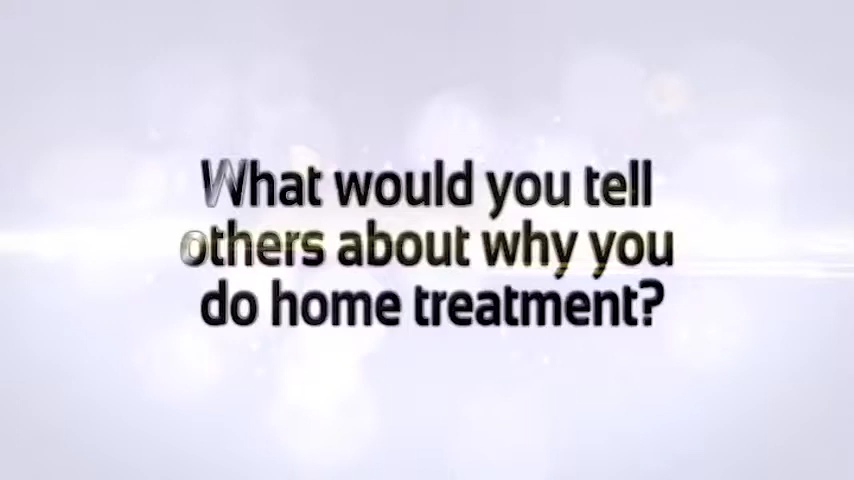 What would you tell
others about why you
do home treatment?